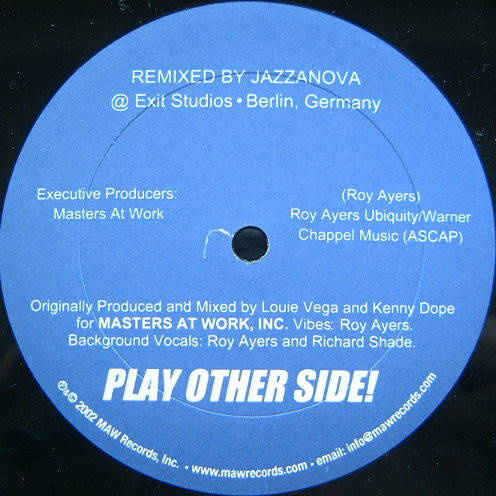 REMIXED BY JAZZANOVA
@ Exit Studios • Berlin, Germany
Executive Producers:
Masters At Work
(Roy Ayers)
Roy Ayers Ubiquity/Warner
Chappel Music (ASCAP)
Originally Produced and Mixed by Louie Vega and Kenny Dope
for MASTERS AT WORK, INC. Vibes: Roy Ayers.
Background Vocals: Roy Ayers and Richard Shade.
PLAY OTHER SIDE!
℗&© 2002 MAW Records, Inc. • www.mawrecords.com • email: info@mawrecords.com